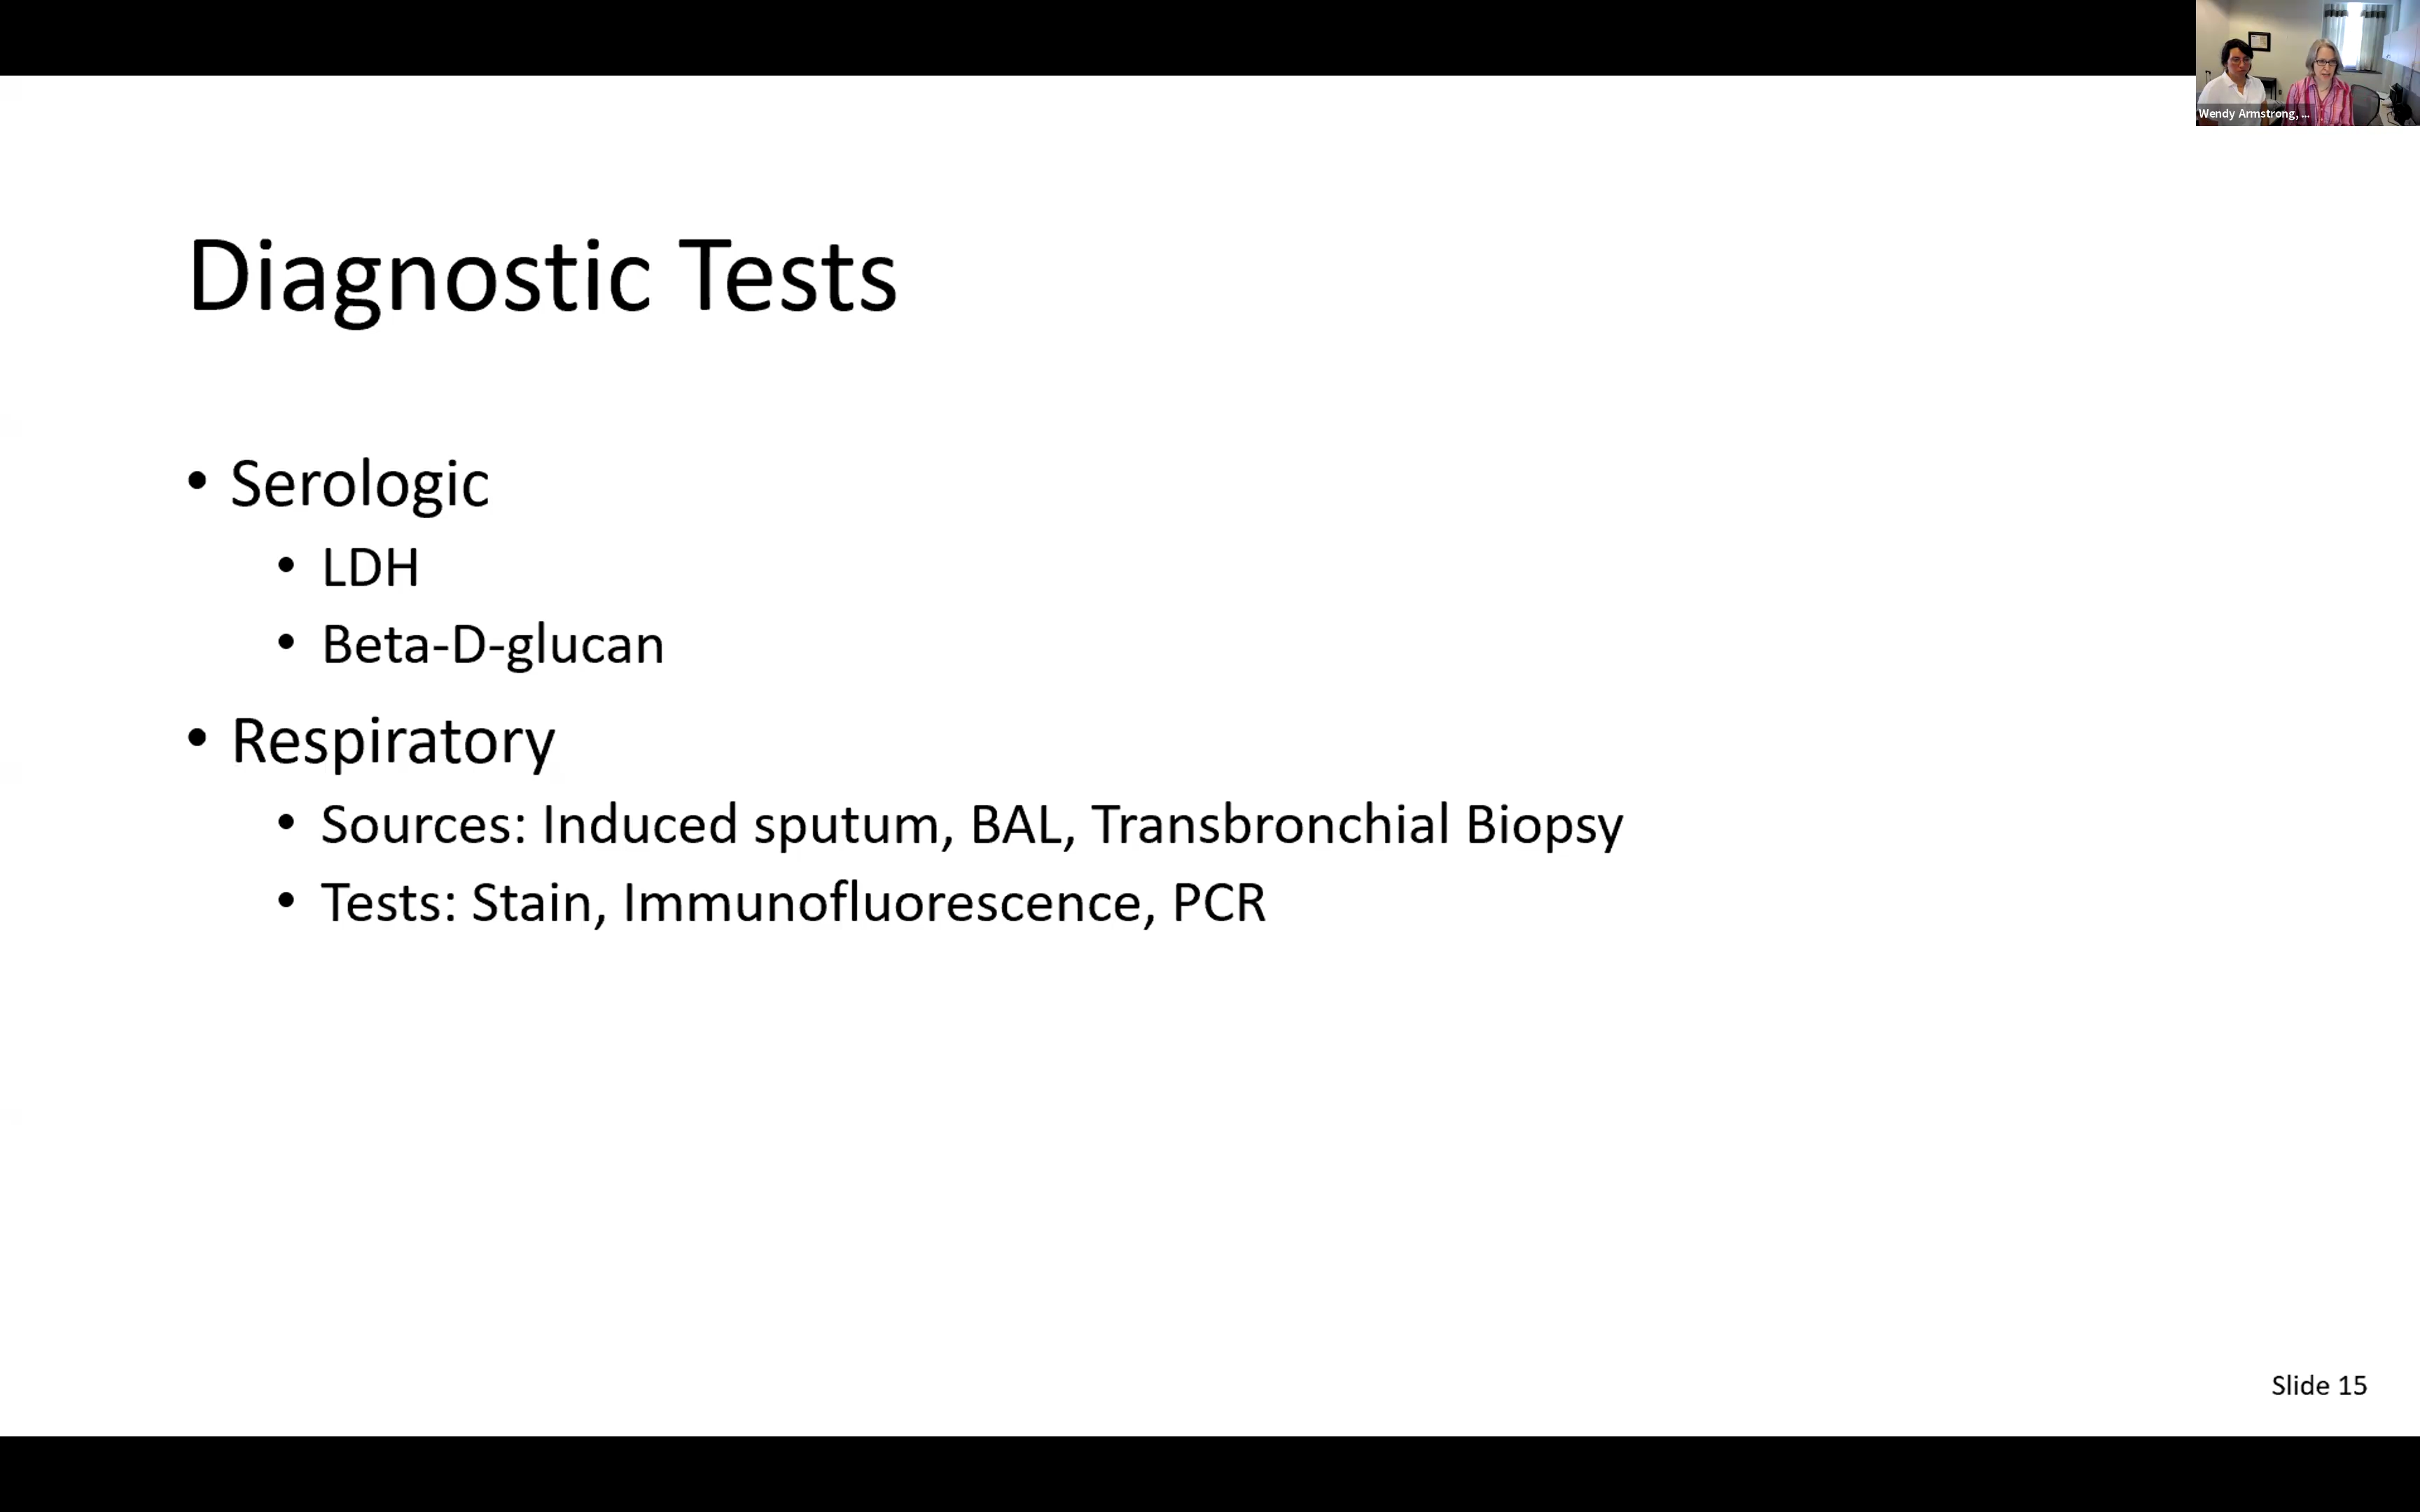 Wendy Armstrong, ...
Diagnostic Tests
• Serologic
• LDH
• Beta-D-glucan
• Respiratory
• Sources: Induced sputum, BAL, Transbronchial Biopsy
• Tests: Stain, Immunofluorescence, PCR
Slide 15